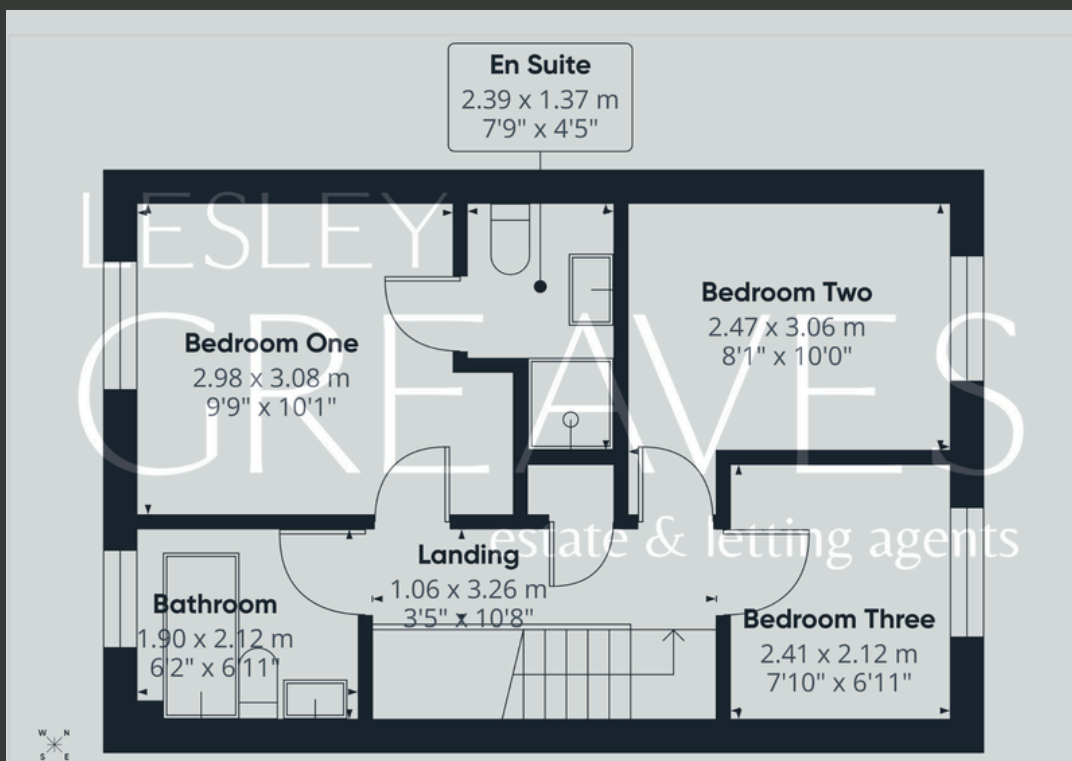 En Suite
2.39 x 1.37 m
7'9" x 4'5"
LESLEY
GREAVES
estate & letting agents
Bedroom One
2.98 x 3.08 m
9'9" x 10'1"
Bedroom Two
2.47 x 3.06 m
8'1" x 10'0"
Landing
1.06 x 3.26 m
3'5" x 10'8"
Bathroom
1.90 x 2.12 m
6'2" x 6'11"
Bedroom Three
2.41 x 2.12 m
7'10" x 6'11"
W N
S E